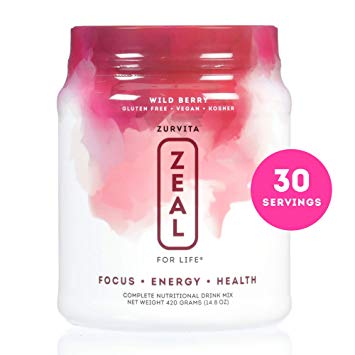 WILD BERRY
GLUTEN FREE • VEGAN • KOSHER
ZURVITA
ZEAL
FOR LIFE®
30
SERVINGS
FOCUS • ENERGY • HEALTH
COMPLETE NUTRITIONAL DRINK MIX
NET WEIGHT 420 GRAMS (14.8 OZ)